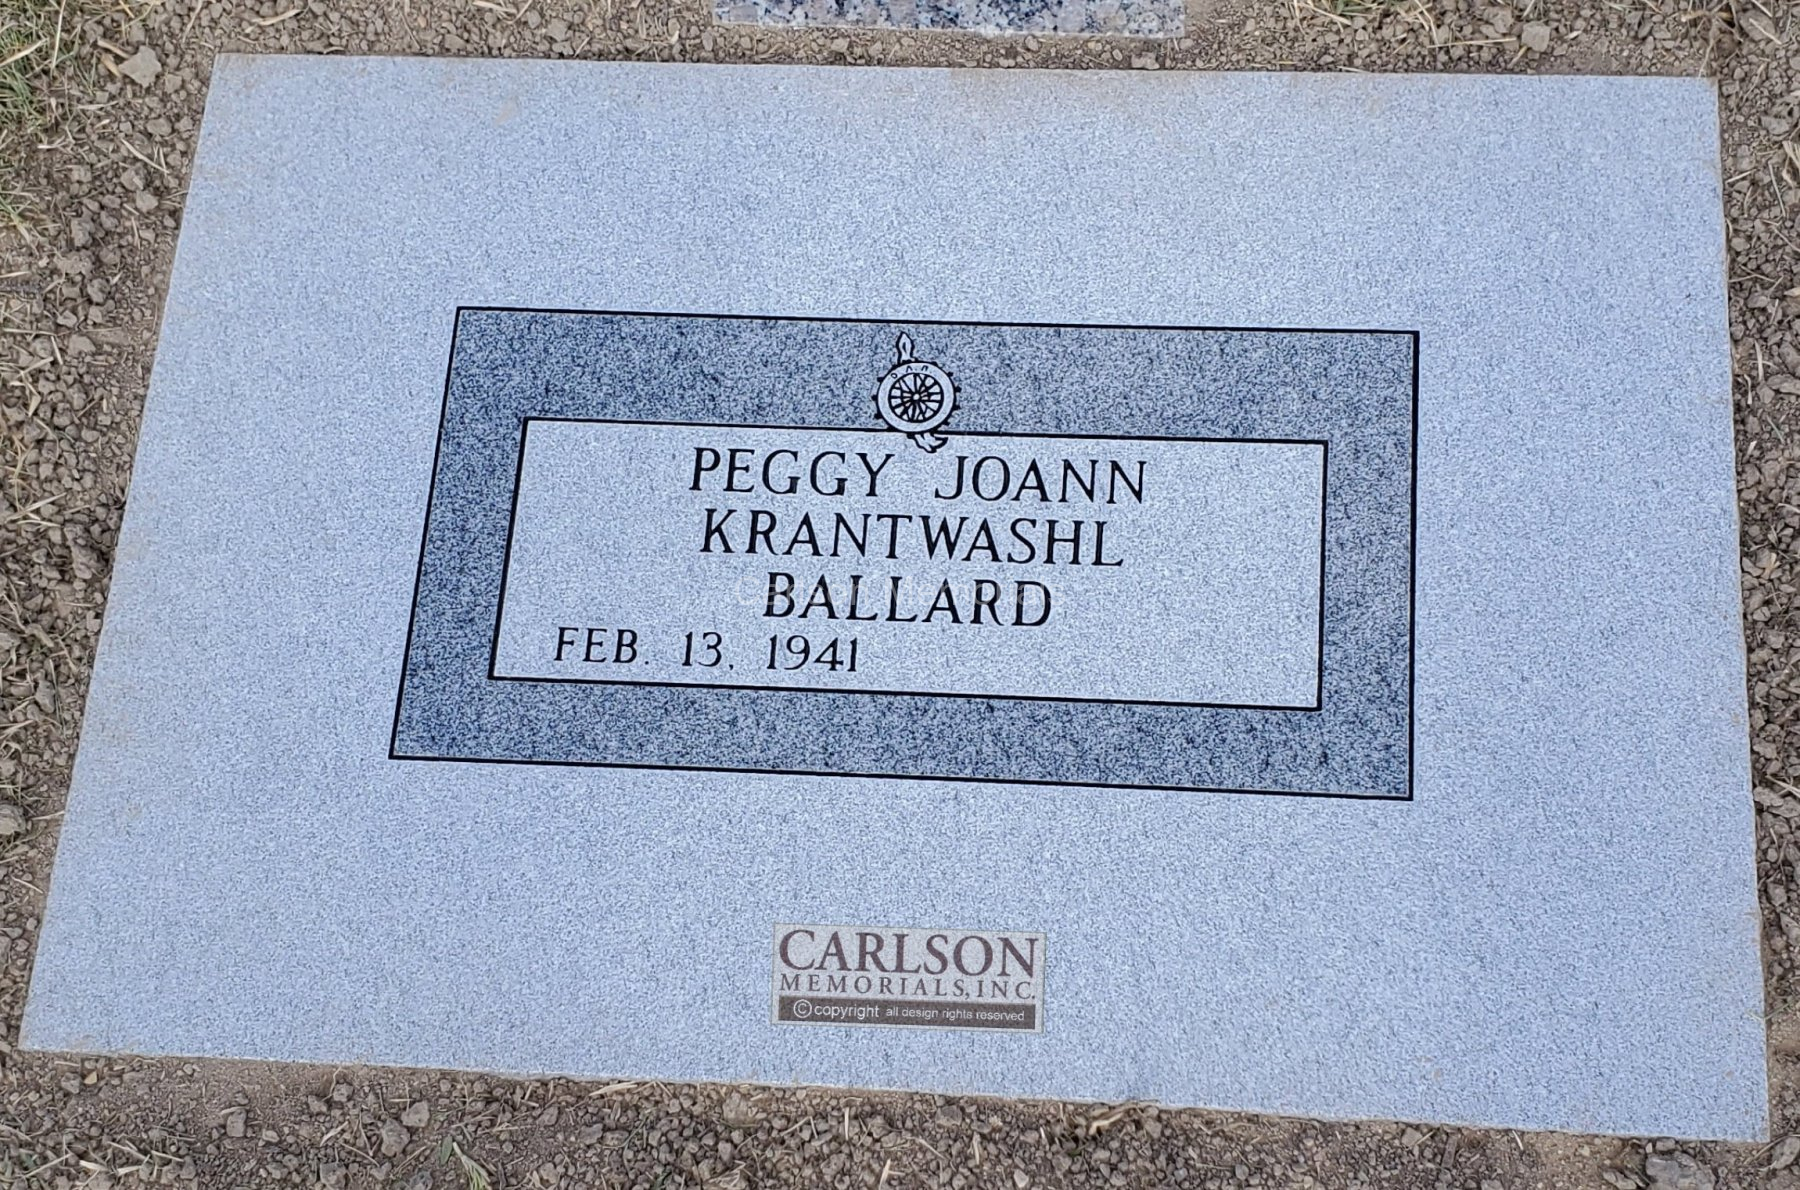 D.A.R.
PEGGY JOANN
KRANTWASHL
BALLARD
FEB. 13, 1941
CARLSON
MEMORIALS, INC.
© copyright all design rights reserved